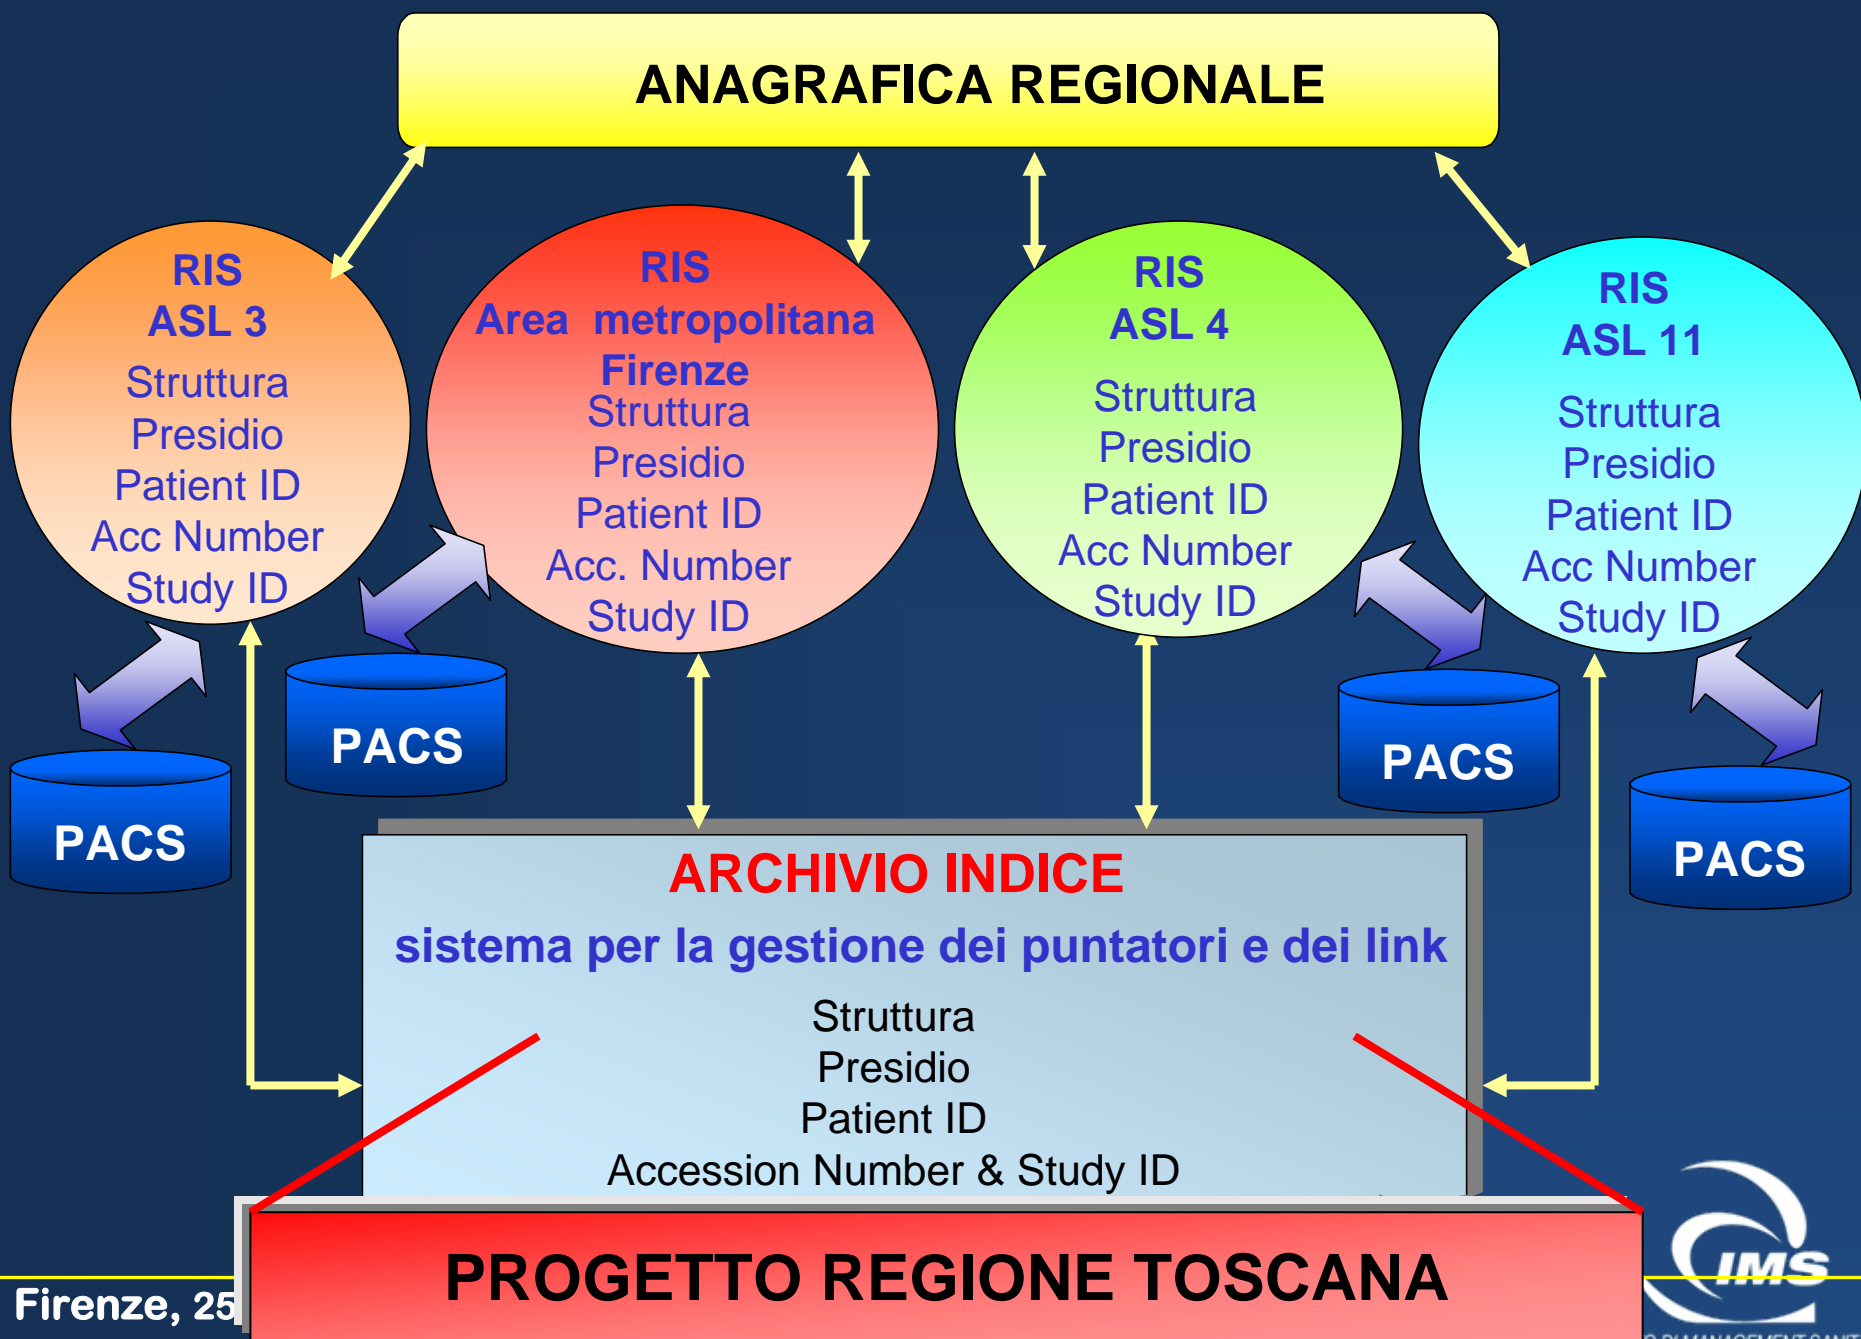 ANAGRAFICA REGIONALE
RIS
ASL 3
Struttura
Presidio
Patient ID
Acc Number
Study ID
RIS
Area metropolitana
Firenze
Struttura
Presidio
Patient ID
Acc. Number
Study ID
RIS
ASL 4
Struttura
Presidio
Patient ID
Acc Number
Study ID
RIS
ASL 11
Struttura
Presidio
Patient ID
Acc Number
Study ID
PACS
PACS
PACS
PACS
ARCHIVIO INDICE
sistema per la gestione dei puntatori e dei link
Struttura
Presidio
Patient ID
Accession Number & Study ID
PROGETTO REGIONE TOSCANA
Firenze, 25
IMS